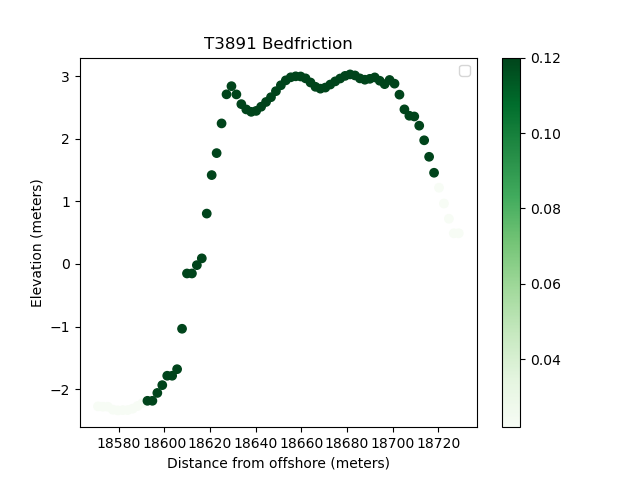 T3891 Bedfriction
3
2
1
0
−1
−2
Elevation (meters)
18580 18600 18620 18640 18660 18680 18700 18720
Distance from offshore (meters)
0.12
0.10
0.08
0.06
0.04